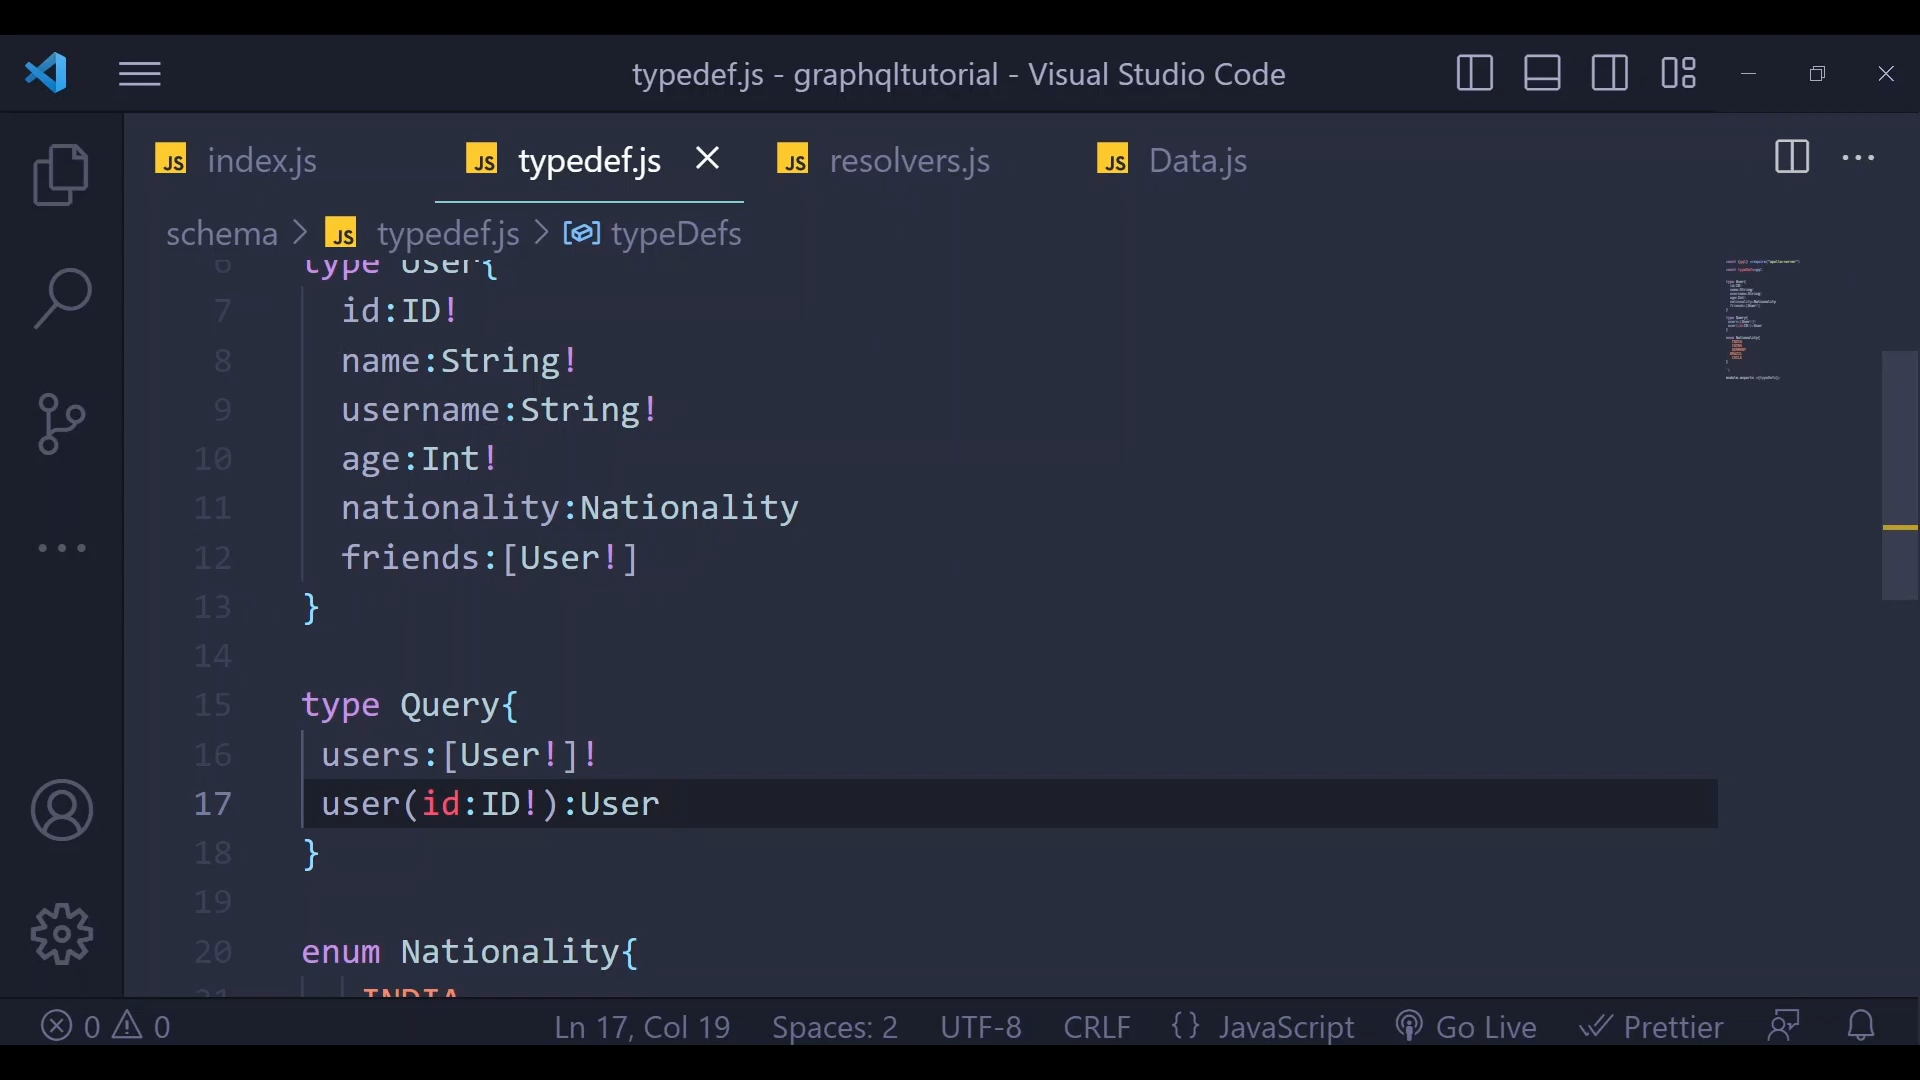 typedef.js - graphqltutorial - Visual Studio Code
JS index.js JS typedef.js JS resolvers.js JS Data.js
schema > JS typedef.js > typeDefs
6 type User{
7 id:ID!
8 name:String!
9 username:String!
10 age:Int!
11 nationality:Nationality
12 friends:[User!]
13 }
14
15 type Query{
16 users:[User!]!
17 user(id:ID!):User
18 }
19
20 enum Nationality{
21 INDIA
0 0 Ln 17, Col 19 Spaces: 2 UTF-8 CRLF {} JavaScript Go Live Prettier